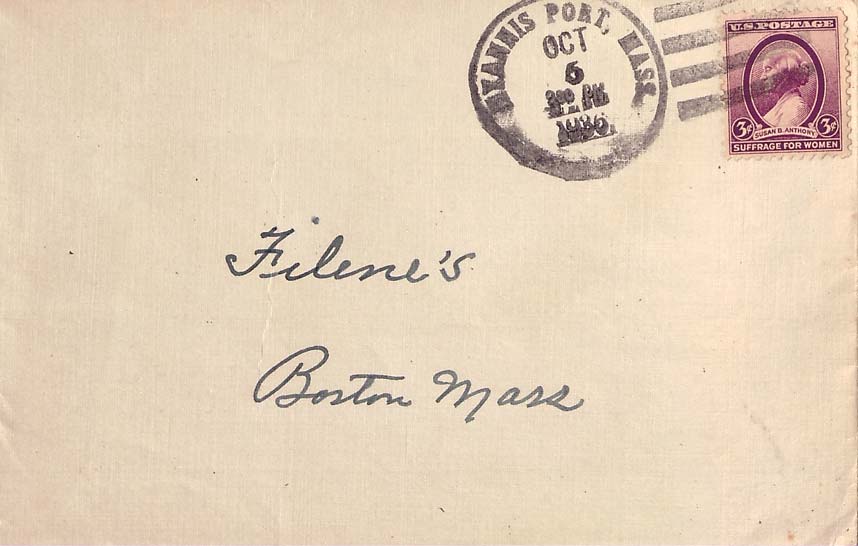 HYANNIS PORT, MASS.
OCT
5
3 00 PM
1936.
U.S. POSTAGE
3¢ SUSAN B. ANTHONY 3¢
SUFFRAGE FOR WOMEN
Filene's
Boston Mass